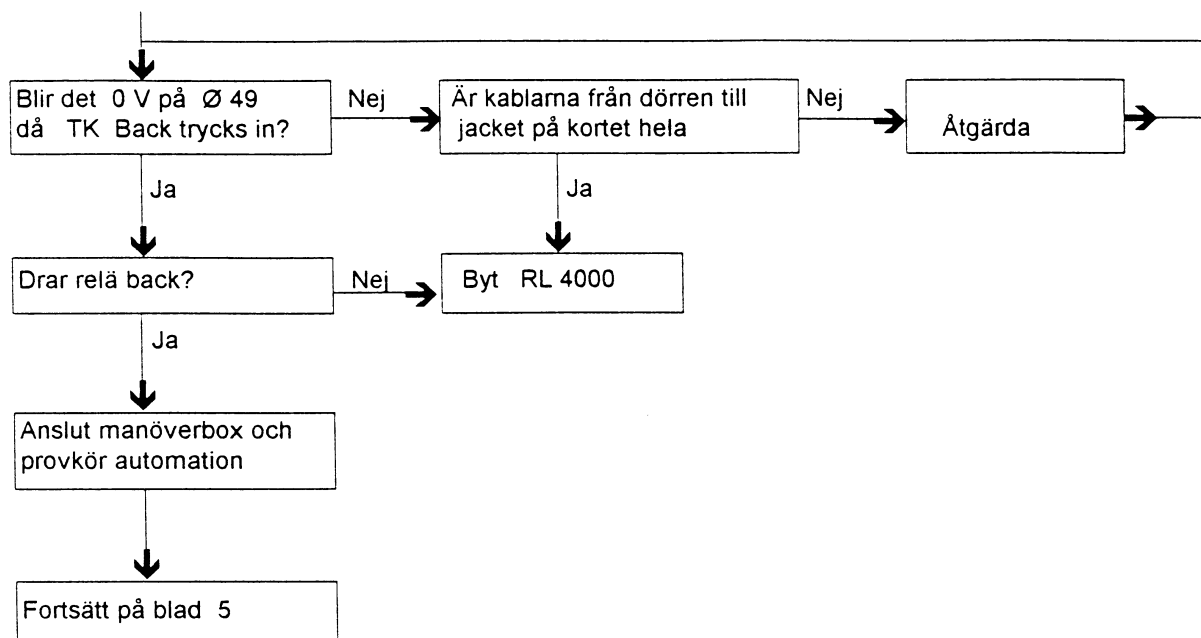 Blir det 0 V på Ø 49
då TK Back trycks in?
Nej
Är kablarna från dörren till
jacket på kortet hela
Nej
Åtgärda
Ja
Ja
Drar relä back?
Nej
Byt RL 4000
Ja
Anslut manöverbox och
provkör automation
Fortsätt på blad 5